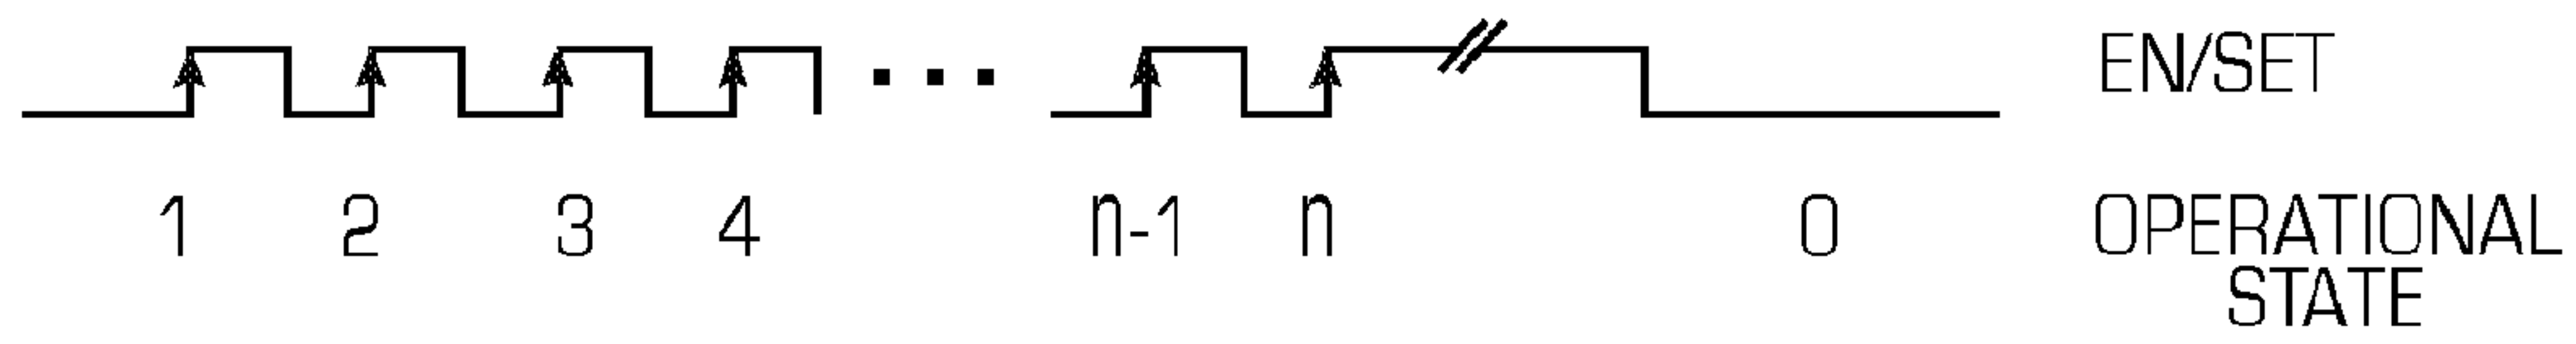 EN/SET
1 2 3 4 n-1 n 0 OPERATIONAL
STATE